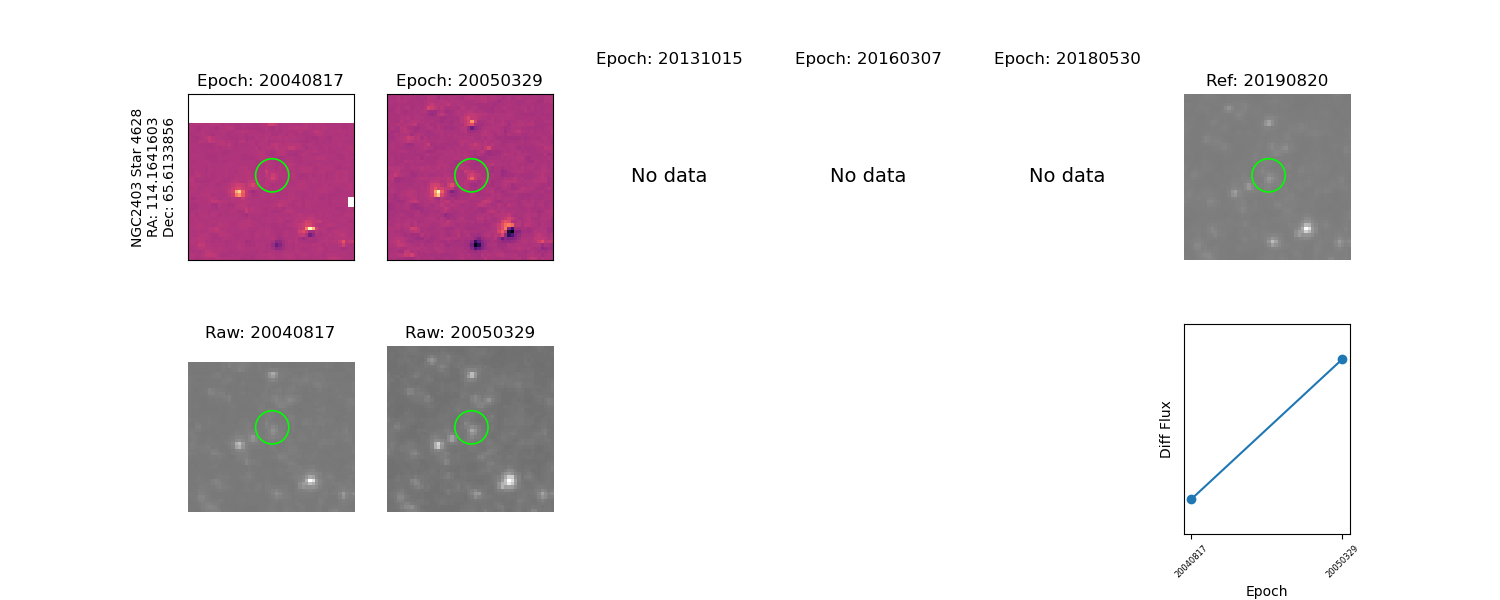 NGC2403 Star 4628
RA: 114.1641603
Dec: 65.6133856
Epoch: 20040817
Epoch: 20050329
Epoch: 20131015
Epoch: 20160307
Epoch: 20180530
Ref: 20190820
No data
No data
No data
Raw: 20040817
Raw: 20050329
Diff Flux
20040817
20050329
Epoch